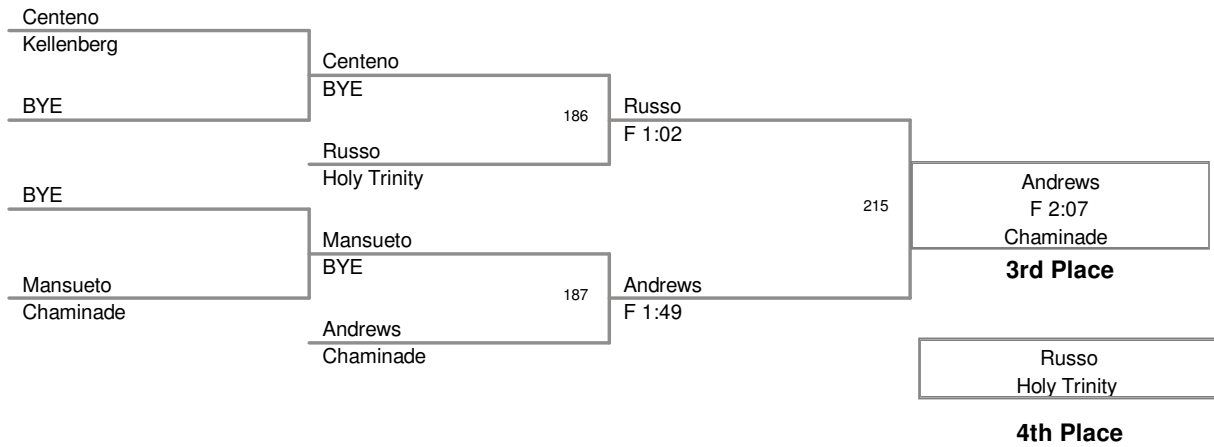 Centeno
Kellenberg
BYE
BYE
Mansueto
Chaminade
Centeno
BYE
186
Russo
Holy Trinity
Mansueto
BYE
187
Andrews
Chaminade
Russo
F 1:02
215
Andrews
F 1:49
Andrews
F 2:07
Chaminade
3rd Place
Russo
Holy Trinity
4th Place